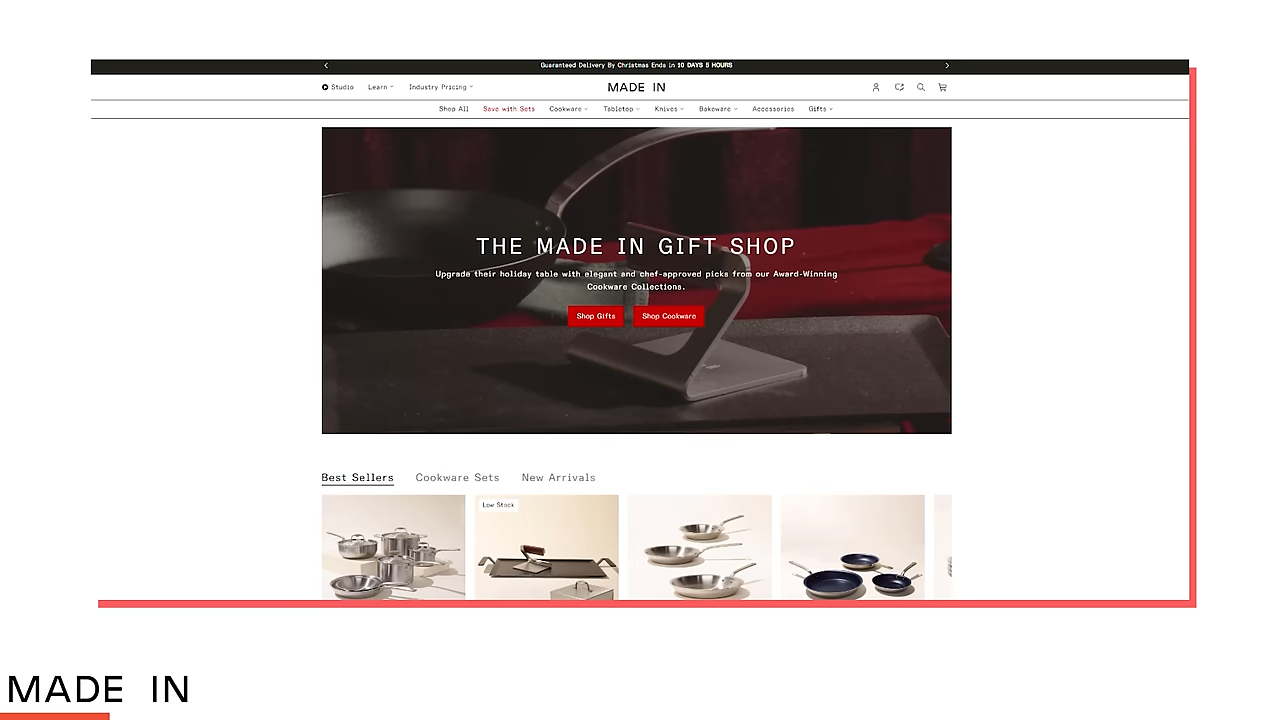 Guaranteed Delivery By Christmas Ends in 10 DAYS 5 HOURS
Studio Learn Industry Pricing MADE IN
Shop All Save with Sets Cookware Tabletop Knives Bakeware Accessories Gifts
THE MADE IN GIFT SHOP
Upgrade their holiday table with elegant and chef-approved picks from our Award-Winning
Cookware Collections.
Shop Gifts Shop Cookware
Best Sellers Cookware Sets New Arrivals
Low Stock
MADE IN